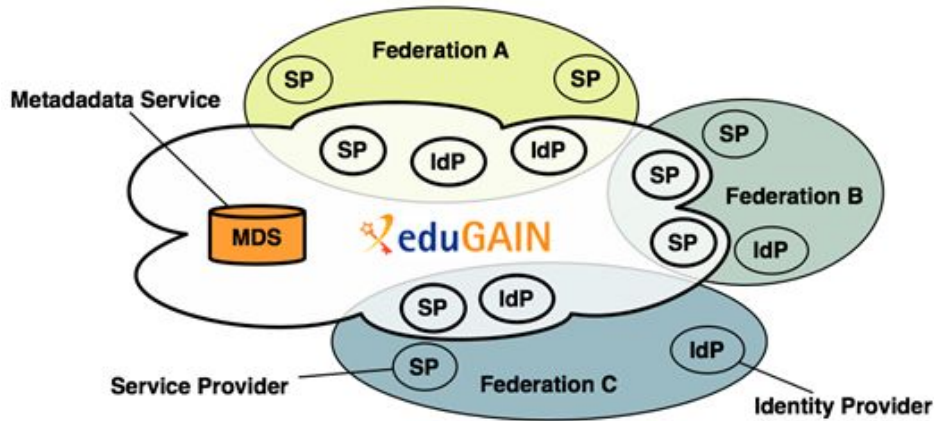 Federation A
SP
SP
Metadadata Service
SP
IdP
IdP
SP
SP
Federation B
MDS
eduGAIN
SP
IdP
SP
IdP
SP
IdP
Service Provider
Federation C
Identity Provider